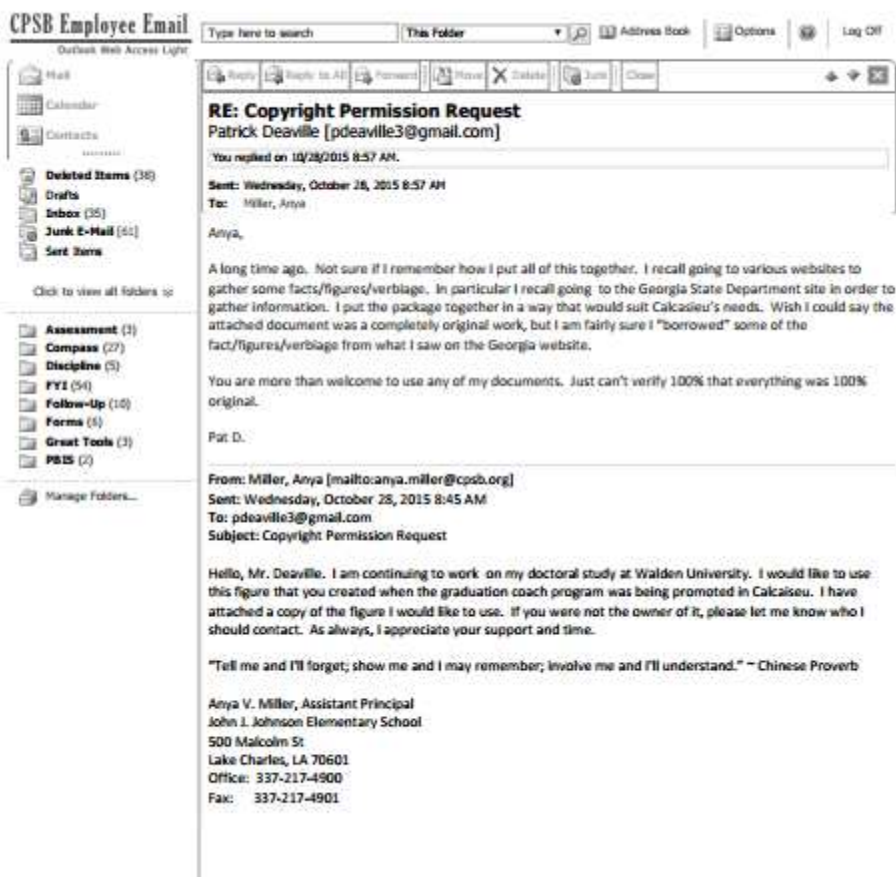 CPSB Employee Email
Outlook Web Access Light
Type here to search This Folder Address Book Options Log Off
Mail
Calendar
Contacts
Deleted Items (38)
Drafts
Inbox (35)
Junk E-Mail [61]
Sent Items
Click to view all folders
Assessment (3)
Compass (27)
Discipline (5)
FYI (54)
Follow-Up (10)
Forms (6)
Great Tools (3)
PBIS (2)
Manage Folders...
Reply Reply to All Forward Move Delete Junk Close
RE: Copyright Permission Request
Patrick Deaville [pdeaville3@gmail.com]
You replied on 10/28/2015 8:57 AM.
Sent: Wednesday, October 28, 2015 8:57 AM
To: Miller, Anya
Anya,
A long time ago. Not sure if I remember how I put all of this together. I recall going to various websites to
gather some facts/figures/verbiage. In particular I recall going to the Georgia State Department site in order to
gather information. I put the package together in a way that would suit Calcasieu's needs. Wish I could say the
attached document was a completely original work, but I am fairly sure I "borrowed" some of the
fact/figures/verbiage from what I saw on the Georgia website.
You are more than welcome to use any of my documents. Just can't verify 100% that everything was 100%
original.
Pat D.
From: Miller, Anya [mailto:anya.miller@cpsb.org]
Sent: Wednesday, October 28, 2015 8:45 AM
To: pdeaville3@gmail.com
Subject: Copyright Permission Request
Hello, Mr. Deaville. I am continuing to work on my doctoral study at Walden University. I would like to use
this figure that you created when the graduation coach program was being promoted in Calcaiseu. I have
attached a copy of the figure I would like to use. If you were not the owner of it, please let me know who I
should contact. As always, I appreciate your support and time.
"Tell me and I'll forget; show me and I may remember; involve me and I'll understand." ~ Chinese Proverb
Anya V. Miller, Assistant Principal
John J. Johnson Elementary School
500 Malcolm St
Lake Charles, LA 70601
Office: 337-217-4900
Fax: 337-217-4901